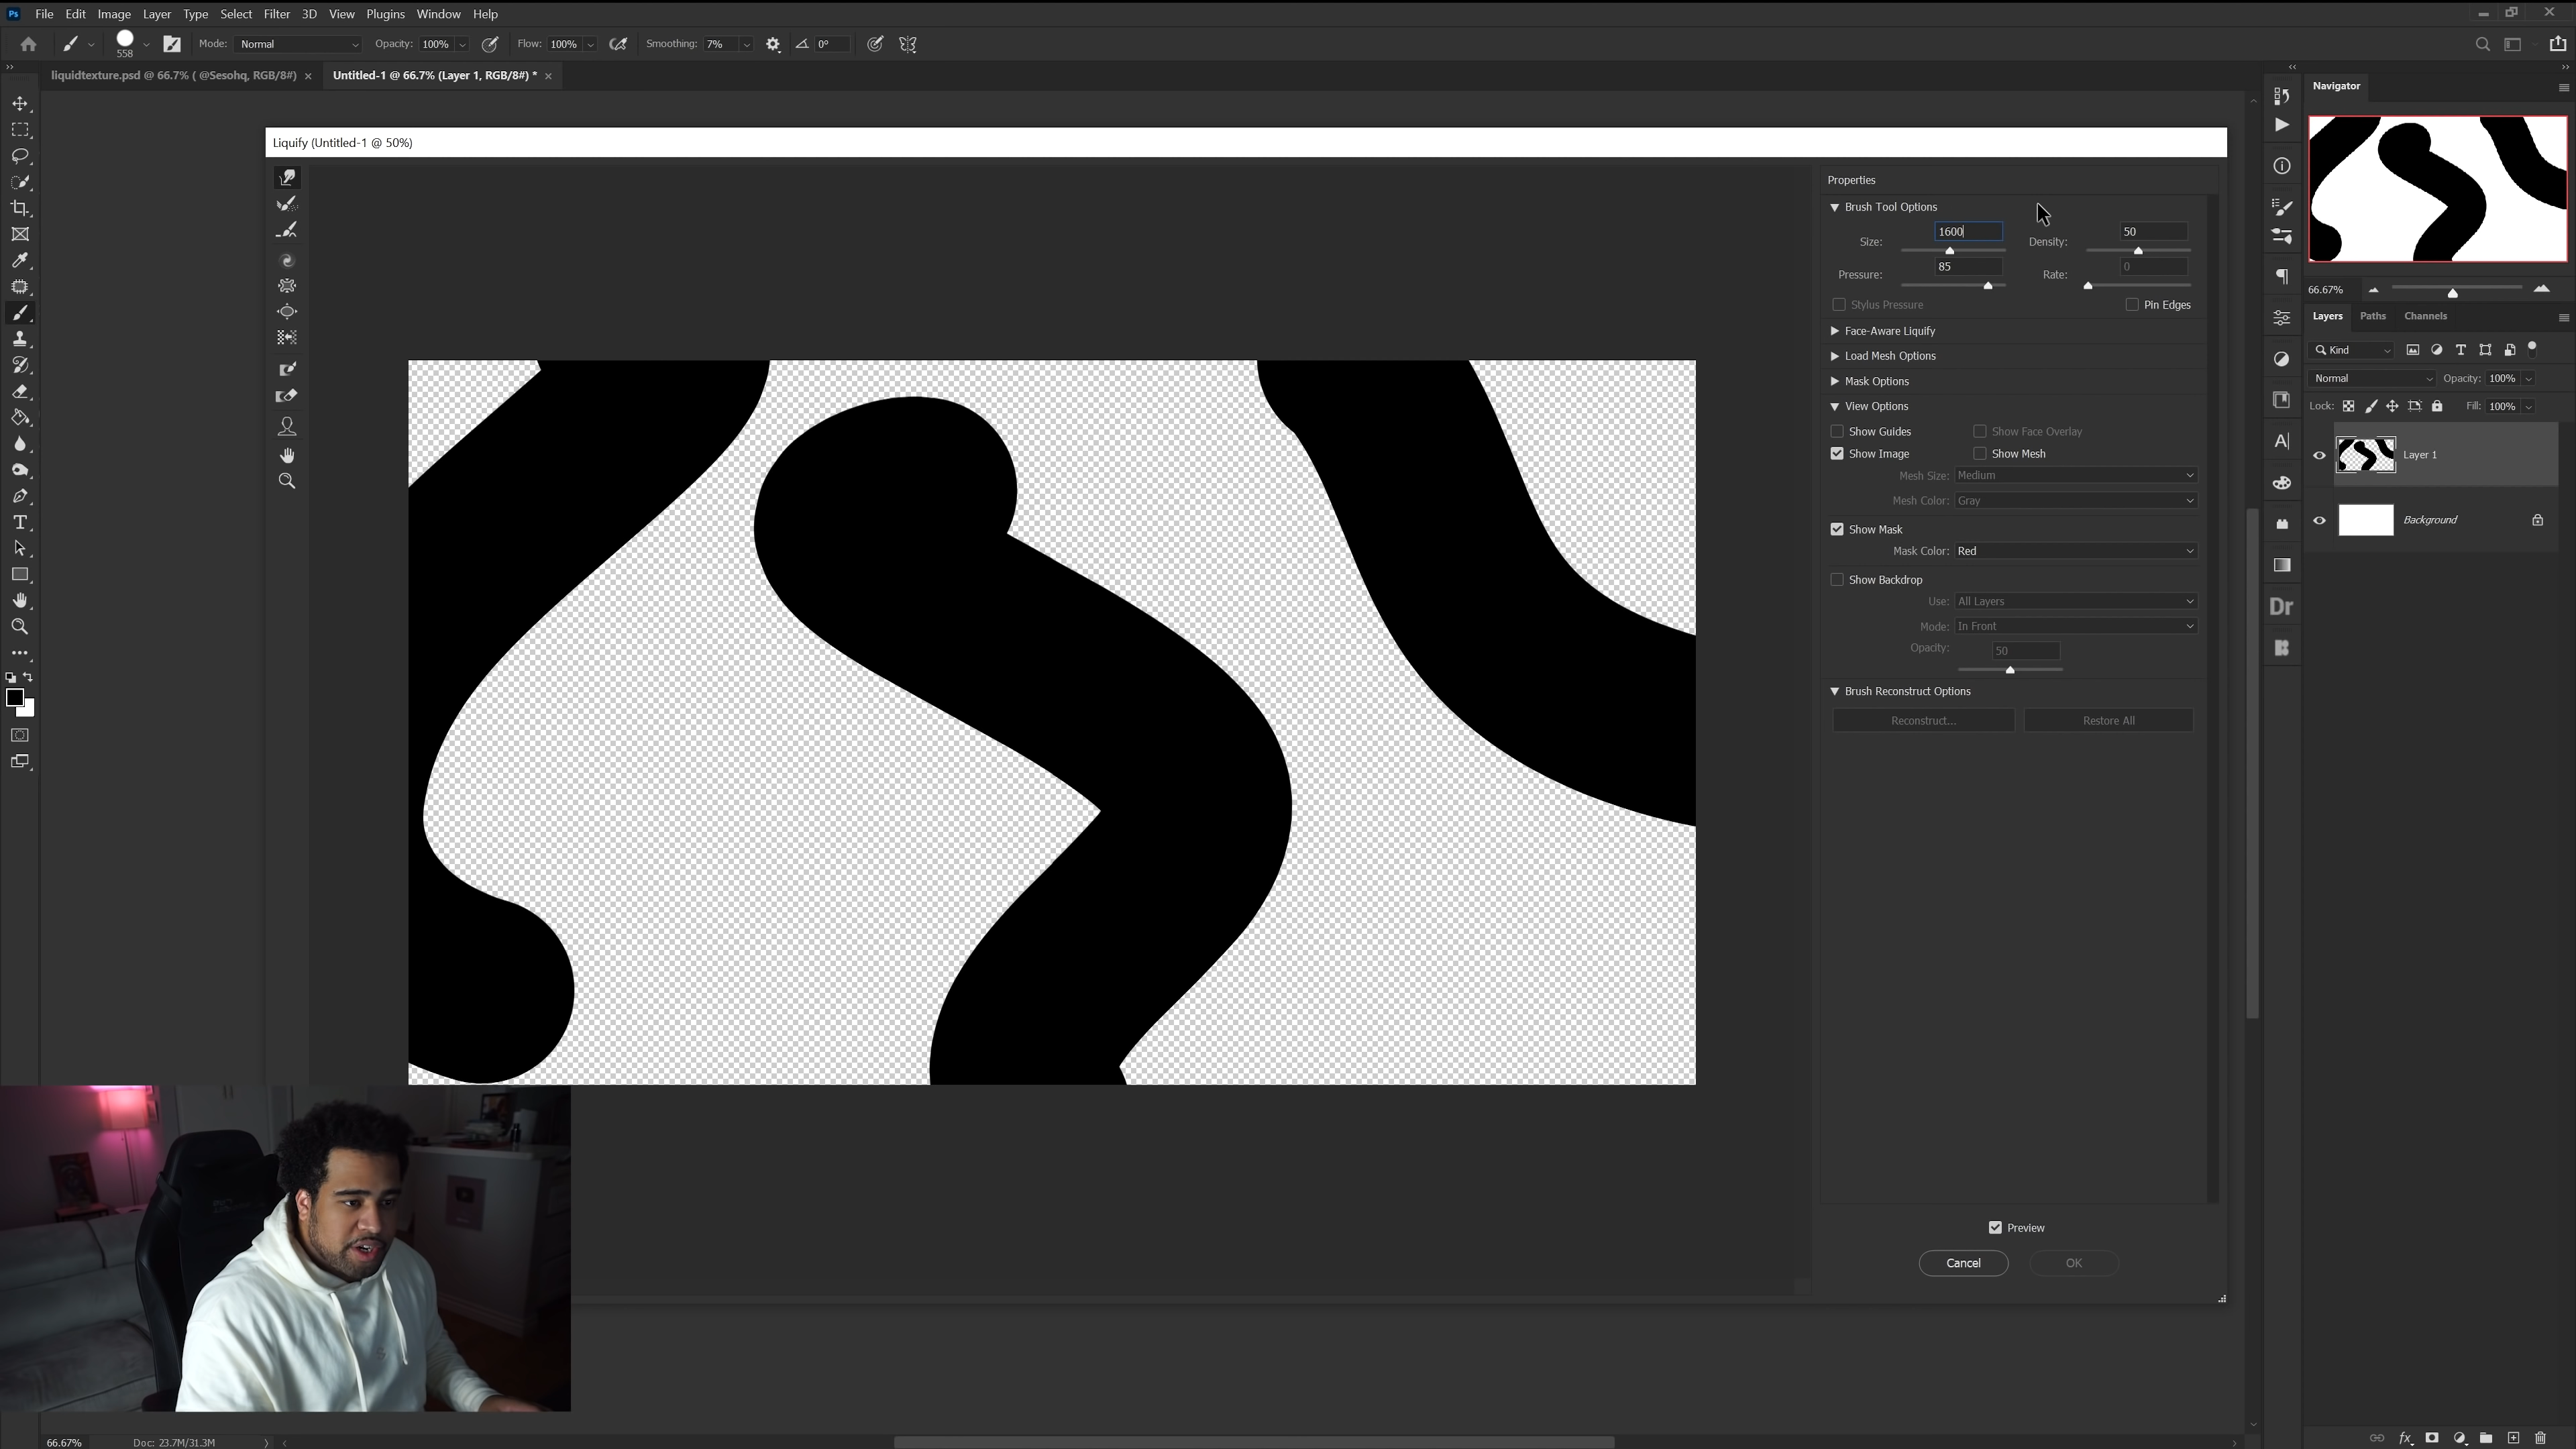 Ps File Edit Image Layer Type Select Filter 3D View Plugins Window Help
558 Mode: Normal Opacity: 100% Flow: 100% Smoothing: 7% 0°
liquidtexture.psd @ 66.7% ( @Sesohq, RGB/8#) × Untitled-1 @ 66.7% (Layer 1, RGB/8#) * ×
Navigator
Liquify (Untitled-1 @ 50%)
Properties
Brush Tool Options
Size: 1600 Density: 50
Pressure: 85 Rate: 0
Stylus Pressure Pin Edges
Face-Aware Liquify
Load Mesh Options
Mask Options
View Options
Show Guides Show Face Overlay
Show Image Show Mesh
Mesh Size: Medium
Mesh Color: Gray
Show Mask
Mask Color: Red
Show Backdrop
Use: All Layers
Mode: In Front
Opacity: 50
Brush Reconstruct Options
Reconstruct... Restore All
Preview
Cancel OK
66.67%
Layers Paths Channels
Kind
Normal Opacity: 100%
Lock: Fill: 100%
Layer 1
Background
A|
Dr
fx
66.67% Doc: 23.7M/31.3M